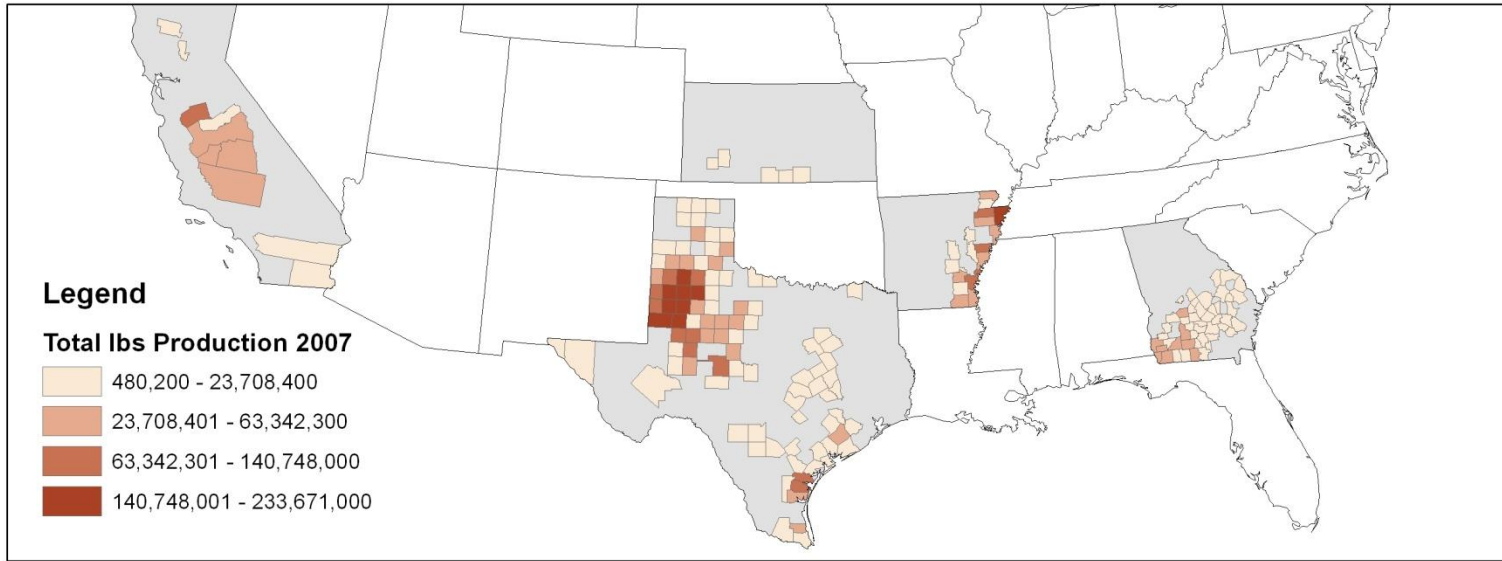 Legend
Total lbs Production 2007
480,200 - 23,708,400
23,708,401 - 63,342,300
63,342,301 - 140,748,000
140,748,001 - 233,671,000